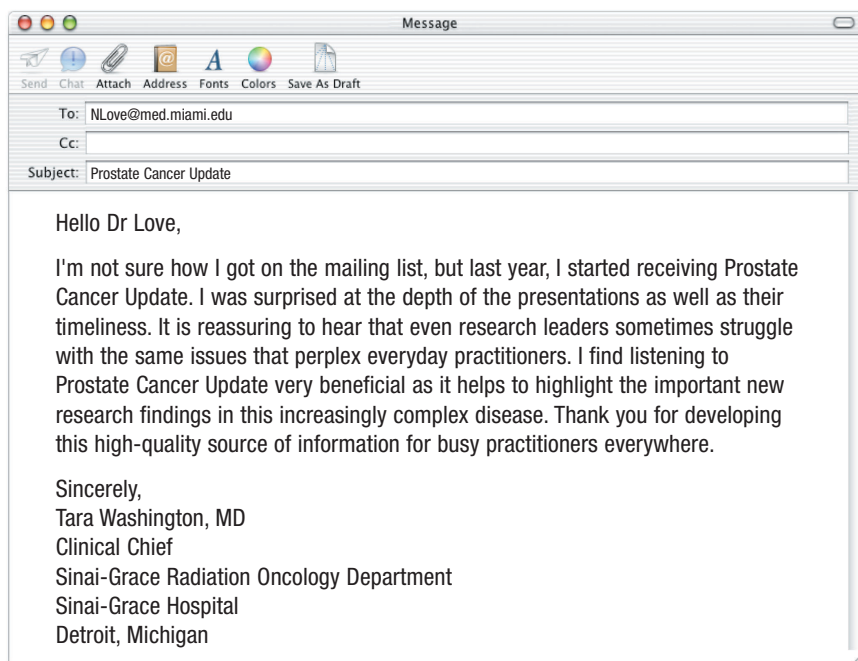 Message
Send Chat Attach Address Fonts Colors Save As Draft
To: NLove@med.miami.edu
Cc:
Subject: Prostate Cancer Update
Hello Dr Love,
I'm not sure how I got on the mailing list, but last year, I started receiving Prostate
Cancer Update. I was surprised at the depth of the presentations as well as their
timeliness. It is reassuring to hear that even research leaders sometimes struggle
with the same issues that perplex everyday practitioners. I find listening to
Prostate Cancer Update very beneficial as it helps to highlight the important new
research findings in this increasingly complex disease. Thank you for developing
this high-quality source of information for busy practitioners everywhere.
Sincerely,
Tara Washington, MD
Clinical Chief
Sinai-Grace Radiation Oncology Department
Sinai-Grace Hospital
Detroit, Michigan